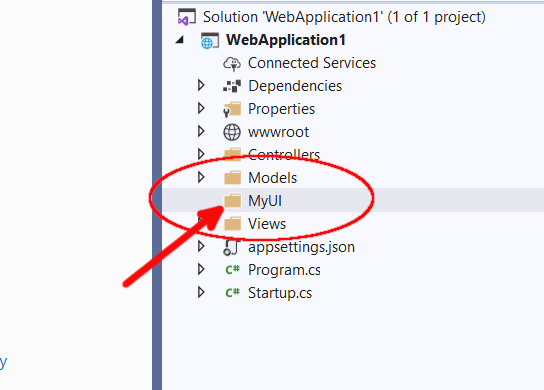 Solution 'WebApplication1' (1 of 1 project)
WebApplication1
Connected Services
Dependencies
Properties
wwwroot
Controllers
Models
MyUI
Views
appsettings.json
C# Program.cs
C# Startup.cs
y